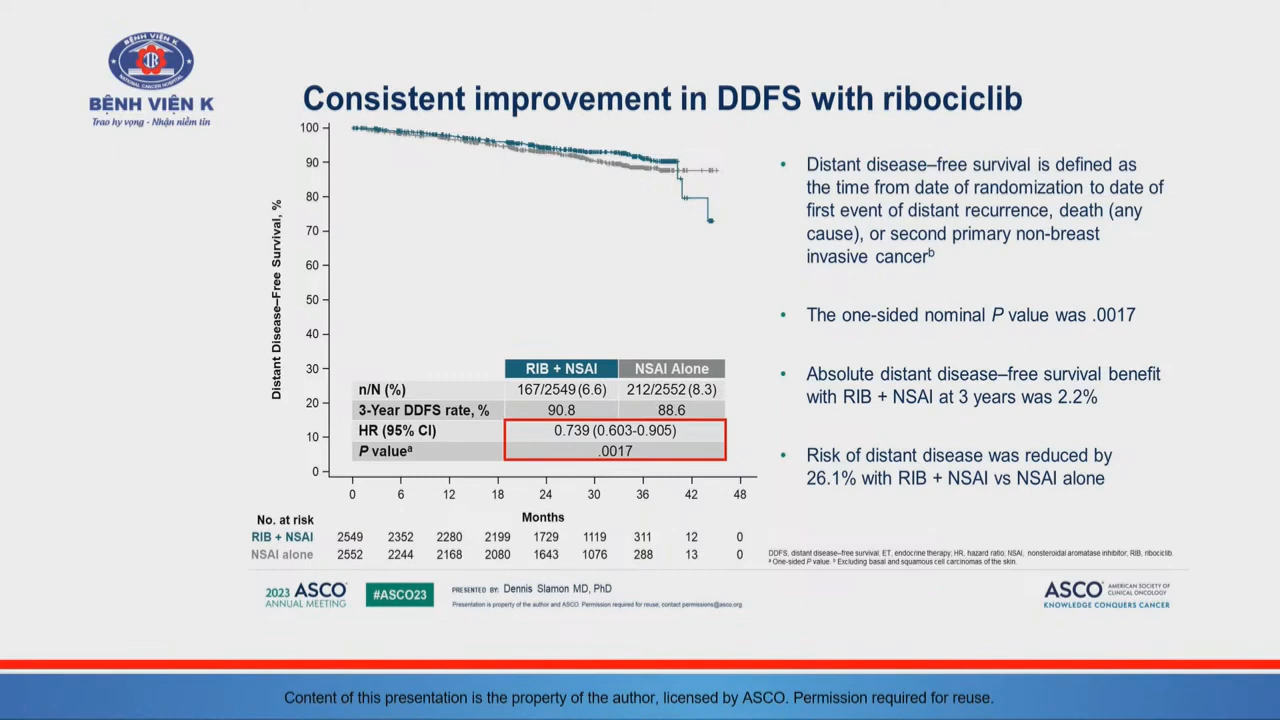 BỆNH VIỆN K
NATIONAL CANCER HOSPITAL
Trao hy vọng - Nhận niềm tin
Consistent improvement in DDFS with ribociclib
Distant Disease–Free Survival, %
100
90
80
70
60
50
40
30
20
10
0
RIB + NSAI NSAI Alone
n/N (%) 167/2549 (6.6) 212/2552 (8.3)
3-Year DDFS rate, % 90.8 88.6
HR (95% CI) 0.739 (0.603-0.905)
P valueᵃ .0017
0 6 12 18 24 30 36 42 48
Months
No. at risk
RIB + NSAI 2549 2352 2280 2199 1729 1119 311 12 0
NSAI alone 2552 2244 2168 2080 1643 1076 288 13 0
• Distant disease–free survival is defined as
the time from date of randomization to date of
first event of distant recurrence, death (any
cause), or second primary non-breast
invasive cancerᵇ
• The one-sided nominal P value was .0017
• Absolute distant disease–free survival benefit
with RIB + NSAI at 3 years was 2.2%
• Risk of distant disease was reduced by
26.1% with RIB + NSAI vs NSAI alone
DDFS, distant disease–free survival; ET, endocrine therapy; HR, hazard ratio; NSAI, nonsteroidal aromatase inhibitor; RIB, ribociclib.
ᵃ One-sided P value. ᵇ Excluding basal and squamous cell carcinomas of the skin.
2023 ASCO
ANNUAL MEETING
#ASCO23
PRESENTED BY: Dennis Slamon MD, PhD
Presentation is property of the author and ASCO. Permission required for reuse; contact permissions@asco.org
ASCO AMERICAN SOCIETY OF
CLINICAL ONCOLOGY
KNOWLEDGE CONQUERS CANCER
Content of this presentation is the property of the author, licensed by ASCO. Permission required for reuse.